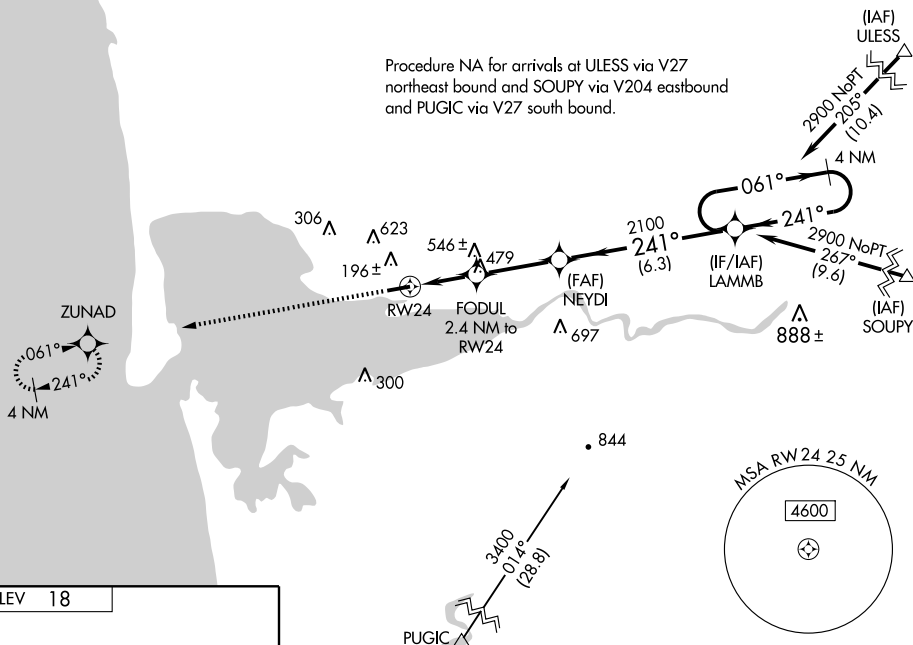 (IAF)
ULESS
Procedure NA for arrivals at ULESS via V27
northeast bound and SOUPY via V204 eastbound
and PUGIC via V27 south bound.
2900 NoPT
205°
(10.4)
4 NM
061°
241°
2100
241°
(6.3)
2900 NoPT
267°
(9.6)
(IF/IAF)
LAMMB
(IAF)
SOUPY
306
623
546 ±
479
196 ±
RW24
FODUL
2.4 NM to
RW24
(FAF)
NEYDI
697
888 ±
ZUNAD
061°
241°
4 NM
300
844
MSA RW 24 25 NM
4600
3400
014°
(28.8)
LEV 18
PUGIC